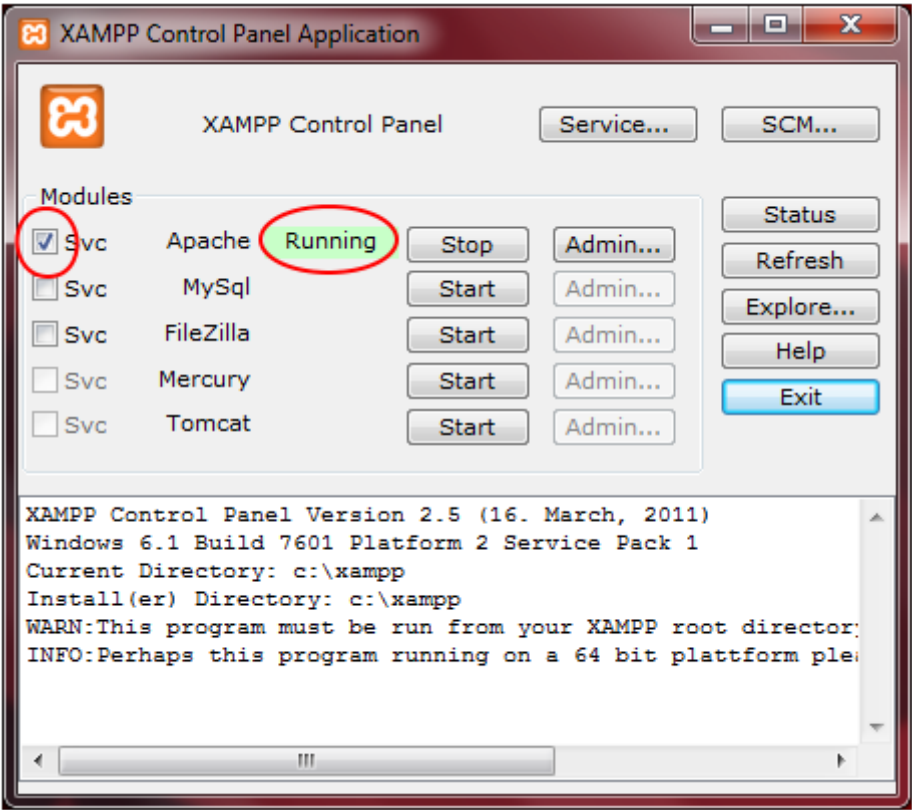 XAMPP Control Panel Application
XAMPP Control Panel Service... SCM...
Modules
Svc Apache Running Stop Admin...
Svc MySql Start Admin...
Svc FileZilla Start Admin...
Svc Mercury Start Admin...
Svc Tomcat Start Admin...
Status
Refresh
Explore...
Help
Exit
XAMPP Control Panel Version 2.5 (16. March, 2011)
Windows 6.1 Build 7601 Platform 2 Service Pack 1
Current Directory: c:\xampp
Install(er) Directory: c:\xampp
WARN:This program must be run from your XAMPP root director
INFO:Perhaps this program running on a 64 bit plattform